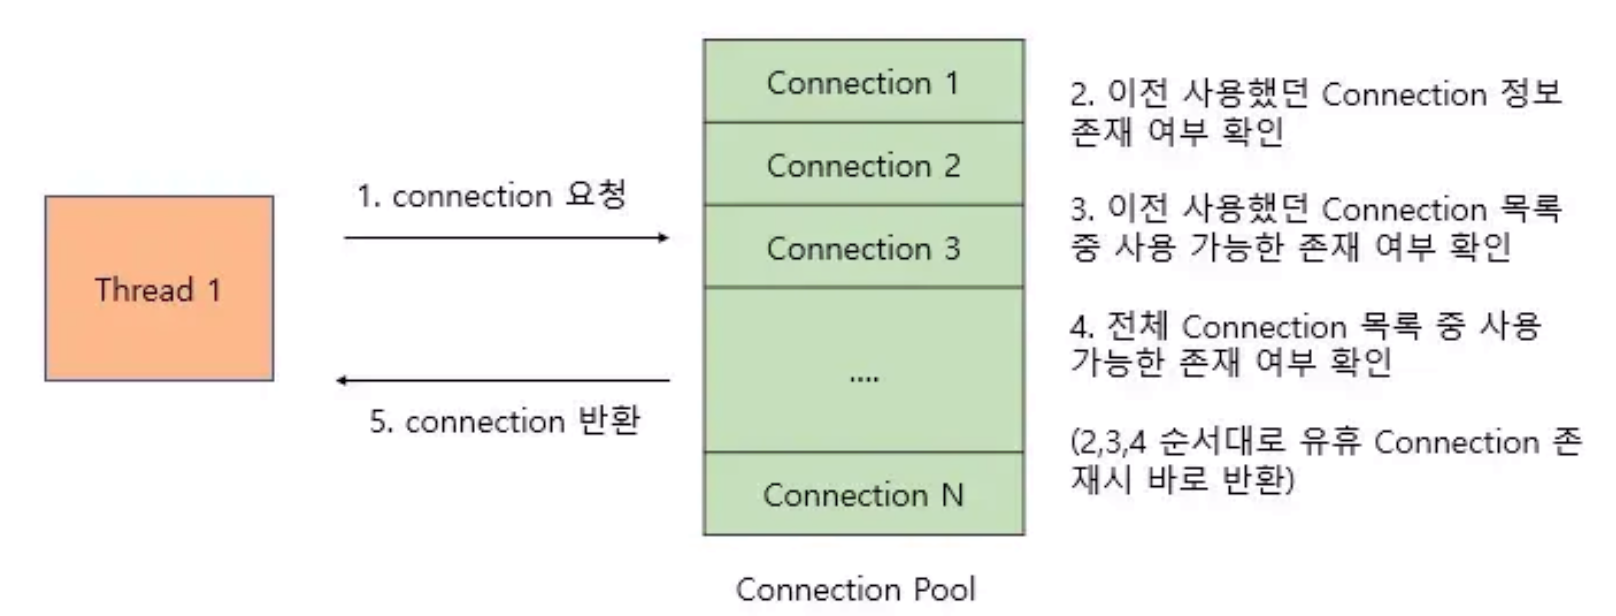 Thread 1
1. connection 요청
5. connection 반환
Connection 1
Connection 2
Connection 3
....
Connection N
Connection Pool
2. 이전 사용했던 Connection 정보
존재 여부 확인
3. 이전 사용했던 Connection 목록
중 사용 가능한 존재 여부 확인
4. 전체 Connection 목록 중 사용
가능한 존재 여부 확인
(2,3,4 순서대로 유휴 Connection 존
재시 바로 반환)